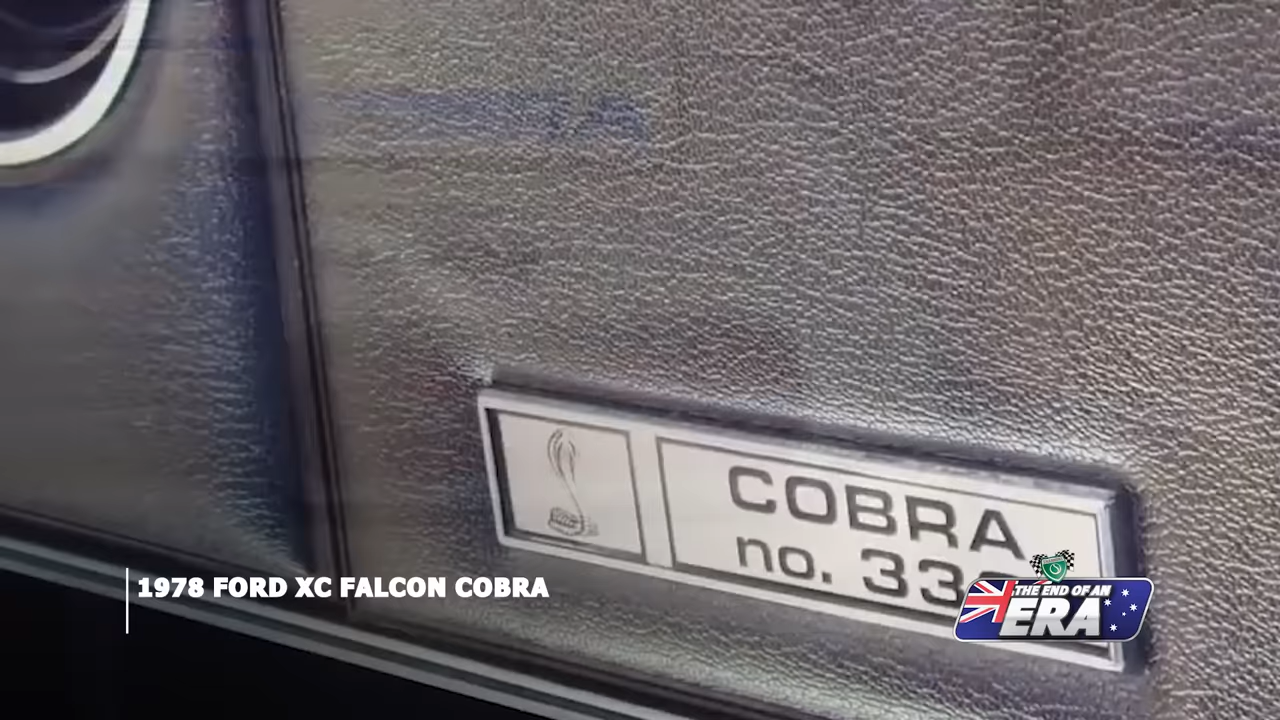 COBRA
no. 33
1978 FORD XC FALCON COBRA
THE END OF AN
ERA